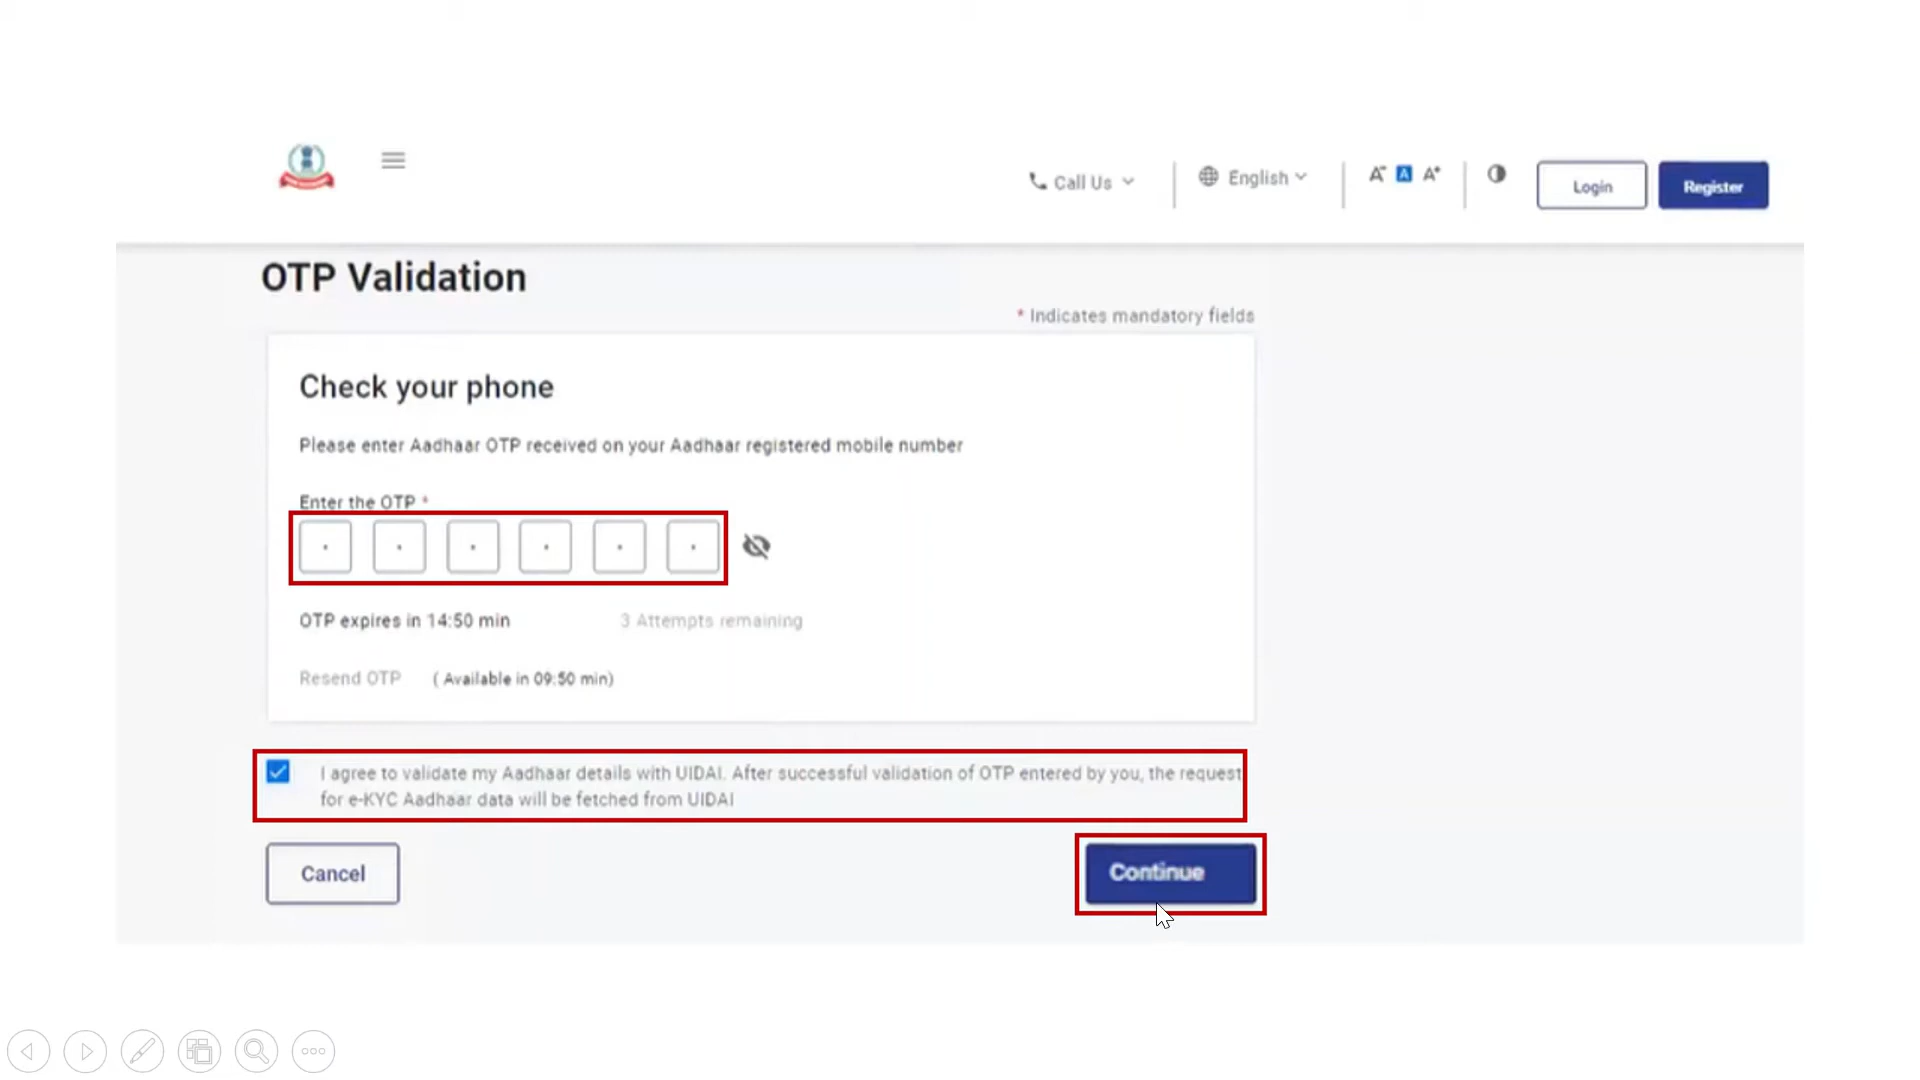 Call Us
English
A- A A+
Login
Register
OTP Validation
* Indicates mandatory fields
Check your phone
Please enter Aadhaar OTP received on your Aadhaar registered mobile number
Enter the OTP *
OTP expires in 14:50 min
3 Attempts remaining
Resend OTP ( Available in 09:50 min)
I agree to validate my Aadhaar details with UIDAI. After successful validation of OTP entered by you, the request
for e-KYC Aadhaar data will be fetched from UIDAI
Cancel
Continue